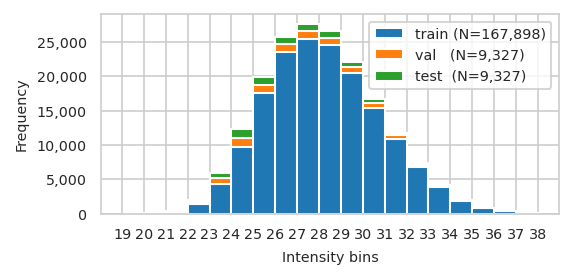 train (N=167,898)
val   (N=9,327)
test  (N=9,327)
Frequency
25,000
20,000
15,000
10,000
5,000
0
19 20 21 22 23 24 25 26 27 28 29 30 31 32 33 34 35 36 37 38
Intensity bins